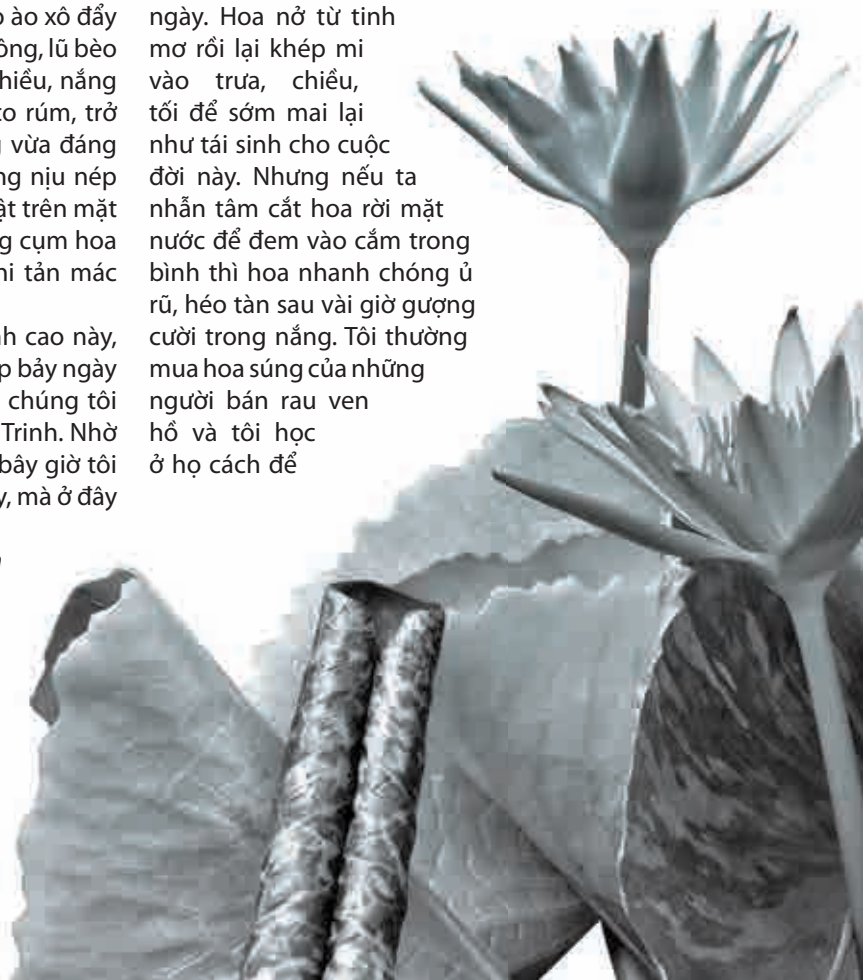 ào xô đẩy
ông, lũ bèo
hiều, nắng
co rúm, trở
vừa đáng
nịu nép
trên mặt
cụm hoa
tản mác
cao này,
bảy ngày
chúng tôi
Trinh. Nhờ
bây giờ tôi
mà ở đây
ngày. Hoa nở từ tinh
mơ rồi lại khép mi
vào trưa, chiều,
tối để sớm mai lại
như tái sinh cho cuộc
đời này. Nhưng nếu ta
nhẫn tâm cắt hoa rời mặt
nước để đem vào cắm trong
bình thì hoa nhanh chóng ủ
rũ, héo tàn sau vài giờ gượng
cười trong nắng. Tôi thường
mua hoa súng của những
người bán rau ven
hồ và tôi học
ở họ cách để